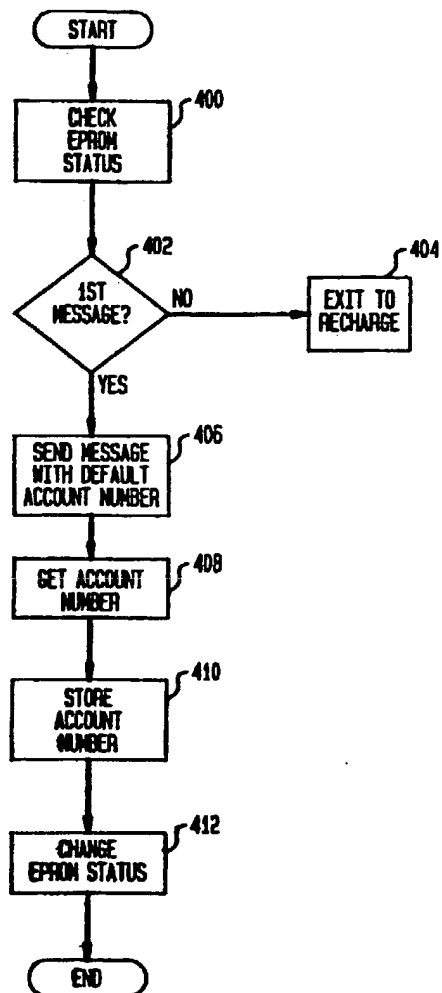 START
400
CHECK
EPROM
STATUS
402
1ST
MESSAGE?
NO
404
EXIT TO
RECHARGE
YES
406
SEND MESSAGE
WITH DEFAULT
ACCOUNT NUMBER
408
GET ACCOUNT
NUMBER
410
STORE
ACCOUNT
NUMBER
412
CHANGE
EPROM STATUS
END